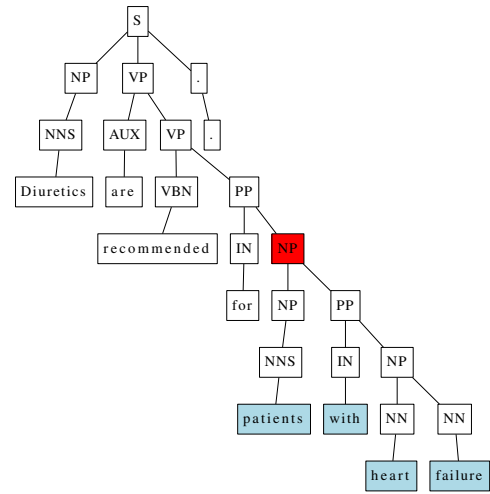 S
NP VP .
NNS AUX VP .
Diuretics are VBN PP
recommended IN NP
for NP PP
NNS IN NP
patients with NN NN
heart failure